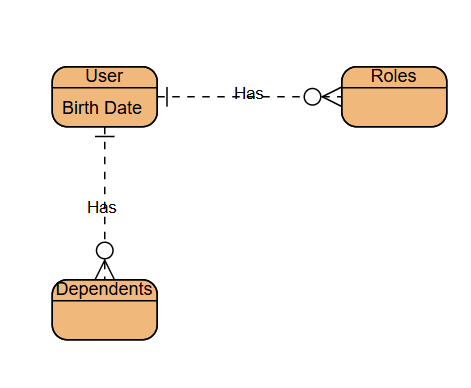 User
Birth Date
Has
Roles
Has
Dependents